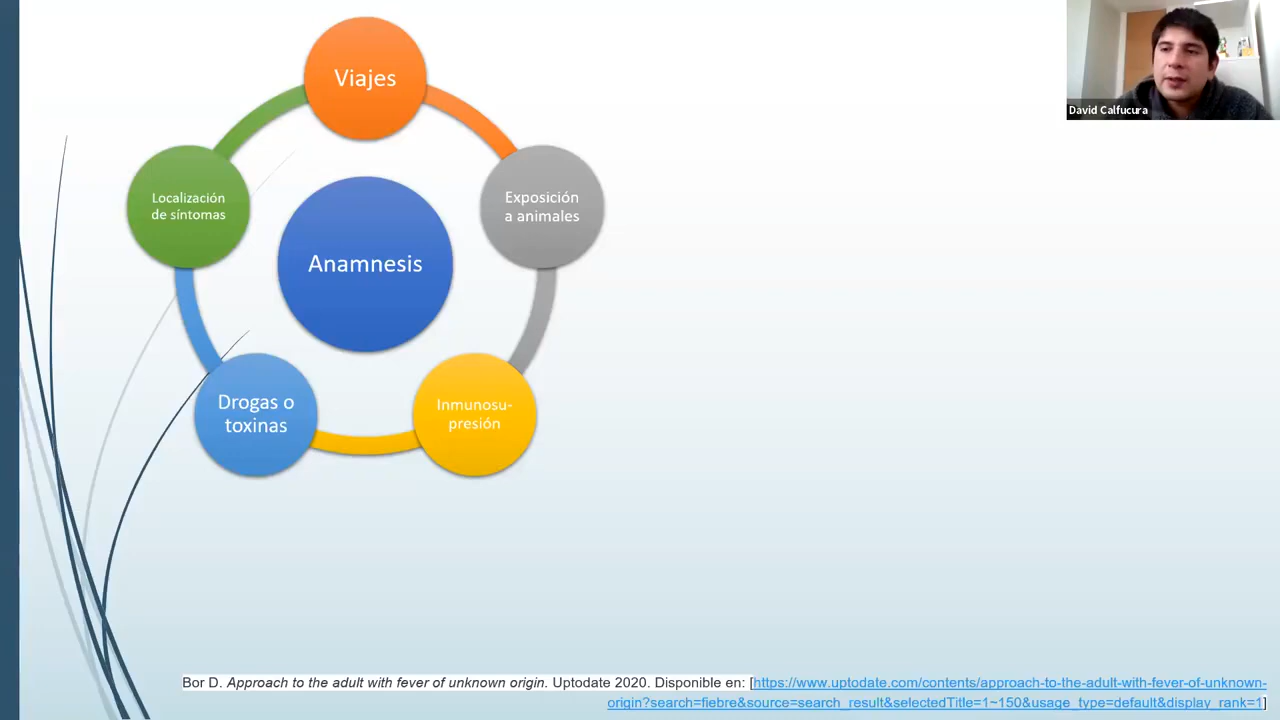 Viajes
Localización
de síntomas
Exposición
a animales
Anamnesis
Drogas o
toxinas
Inmunosu-
presión
David Calfucura
Bor D. Approach to the adult with fever of unknown origin. Uptodate 2020. Disponible en: [https://www.uptodate.com/contents/approach-to-the-adult-with-fever-of-unknown-
origin?search=fiebre&source=search_result&selectedTitle=1~150&usage_type=default&display_rank=1]